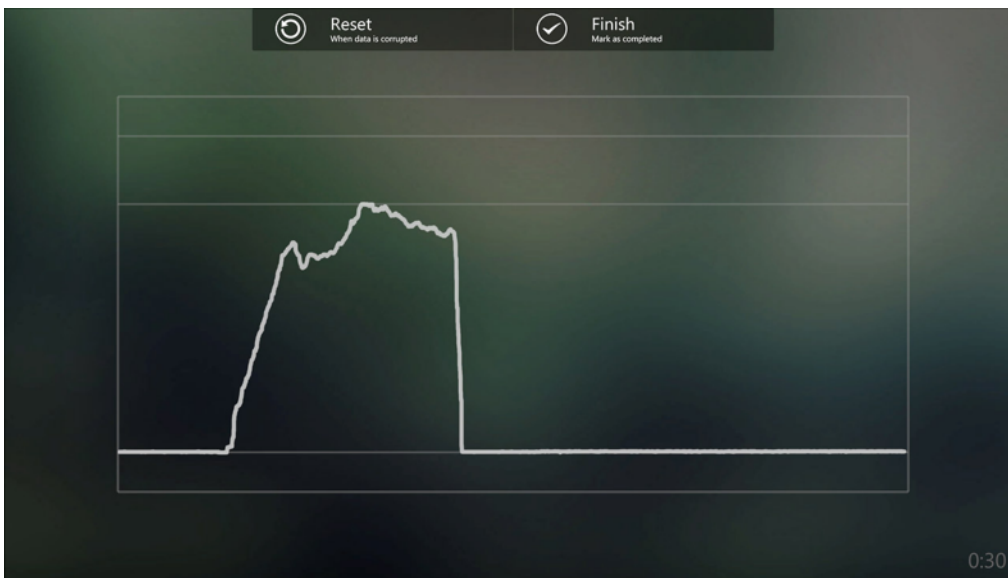 Reset
When data is corrupted
Finish
Mark as completed
0:30